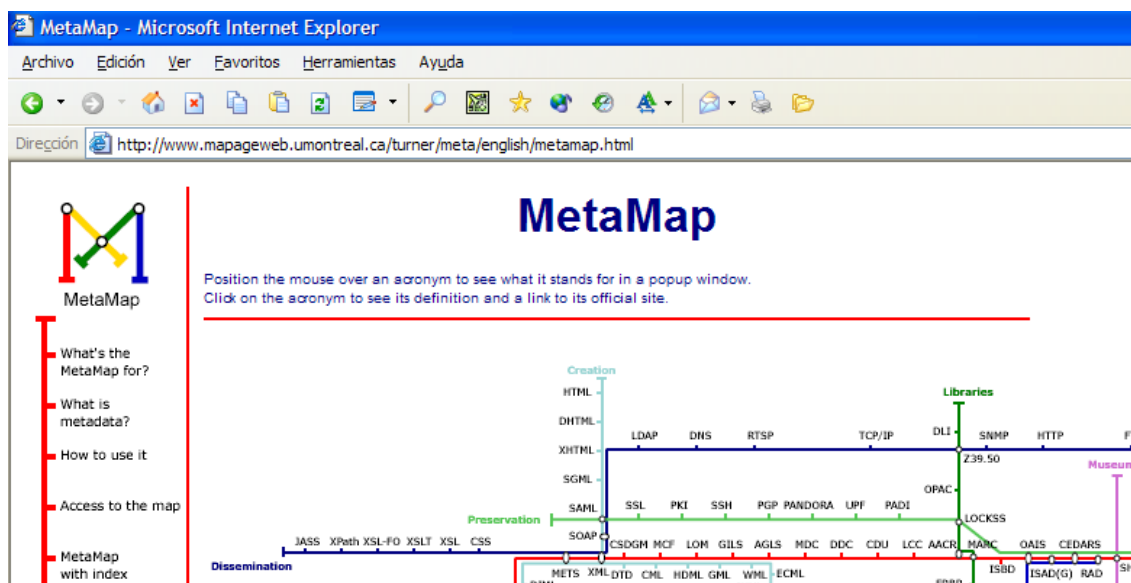 MetaMap - Microsoft Internet Explorer
Archivo Edición Ver Favoritos Herramientas Ayuda
Dirección http://www.mapageweb.umontreal.ca/turner/meta/english/metamap.html
MetaMap
What's the
MetaMap for?
What is
metadata?
How to use it
Access to the map
MetaMap
with index
MetaMap
Position the mouse over an acronym to see what it stands for in a popup window.
Click on the acronym to see its definition and a link to its official site.
Creation
HTML
Libraries
DHTML
LDAP DNS RTSP TCP/IP DLI SNMP HTTP
XHTML
Z39.50
Museum
SGML
OPAC
SAML SSL PKI SSH PGP PANDORA UPF PADI
Preservation
LOCKSS
SOAP
JASS XPath XSL-FO XSLT XSL CSS CSDGM MCF LOM GILS AGLS MDC DDC CDU LCC AACR MARC OAIS CEDARS
Dissemination
METS XML DTD CML HDML GML WML ECML ISBD ISAD(G) RAD